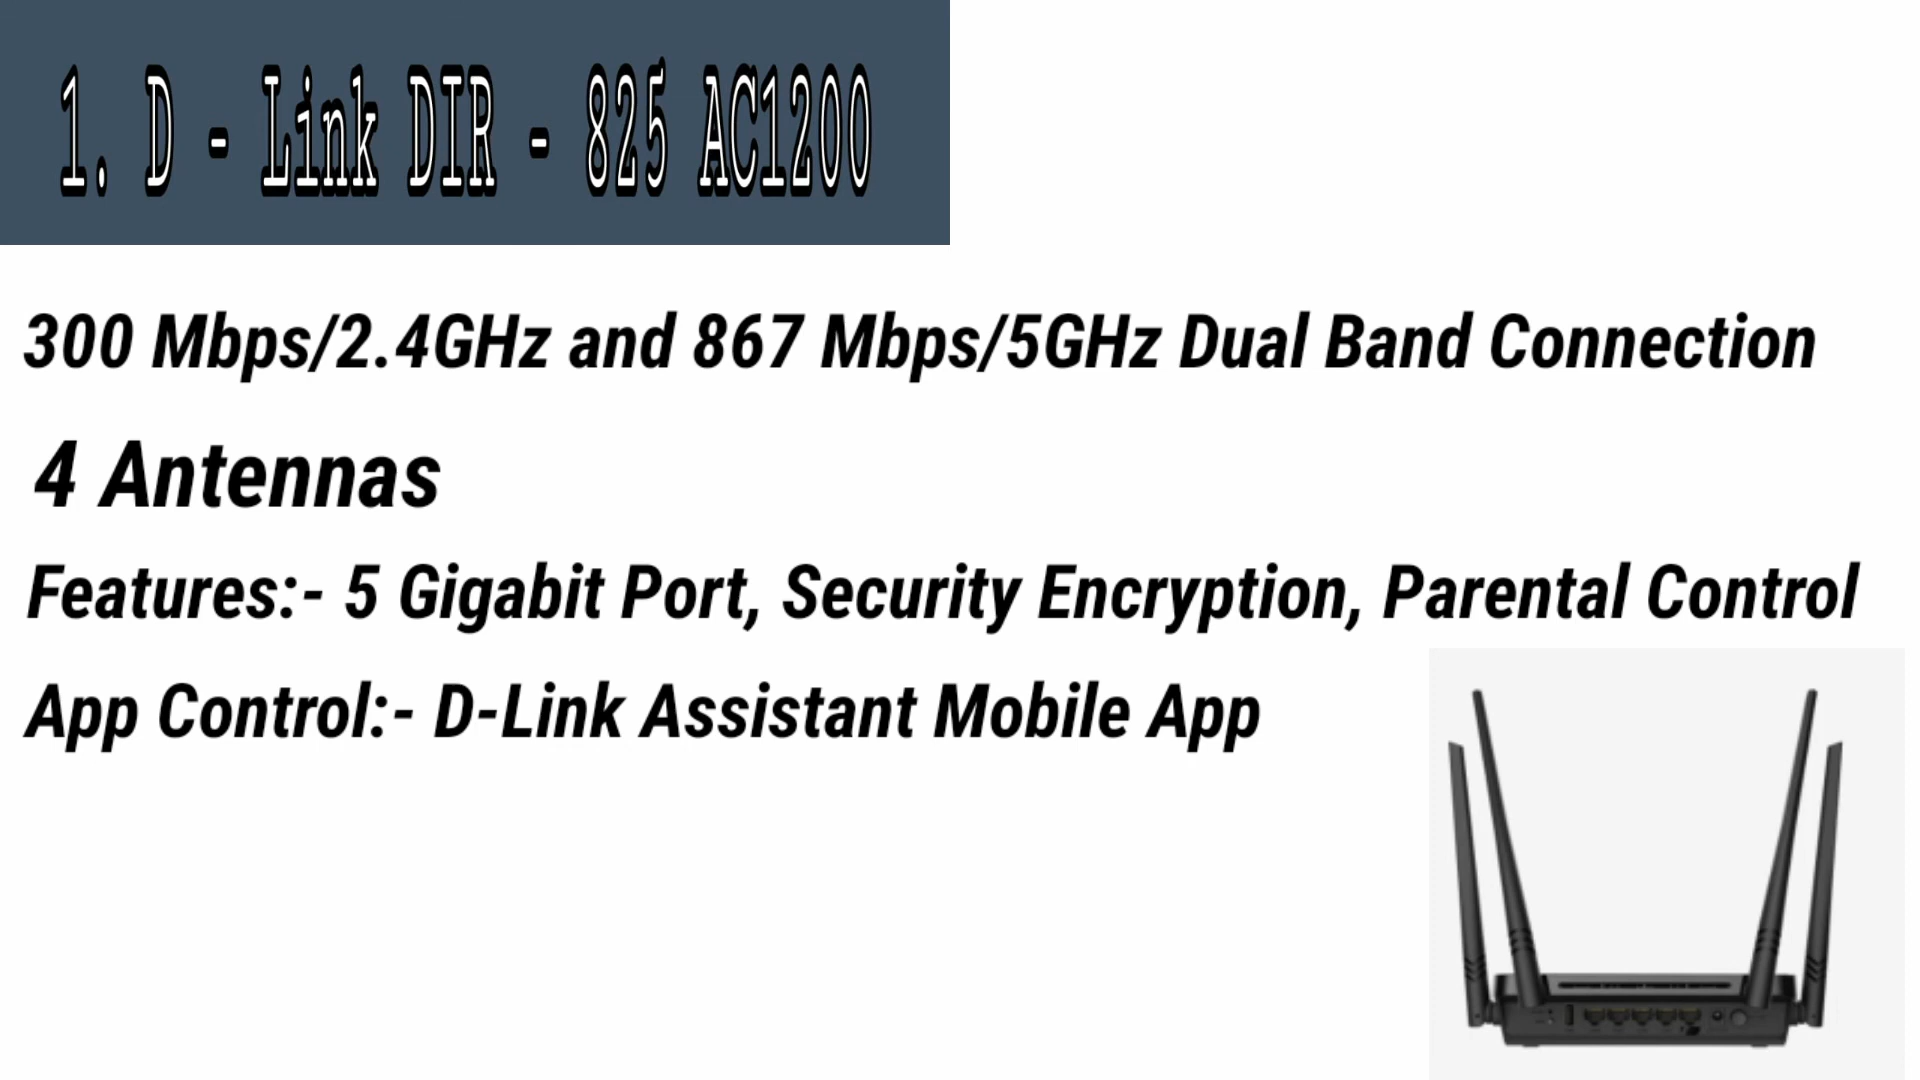 1. D - Link DIR - 825 AC1200
300 Mbps/2.4GHz and 867 Mbps/5GHz Dual Band Connection
4 Antennas
Features:- 5 Gigabit Port, Security Encryption, Parental Control
App Control:- D-Link Assistant Mobile App